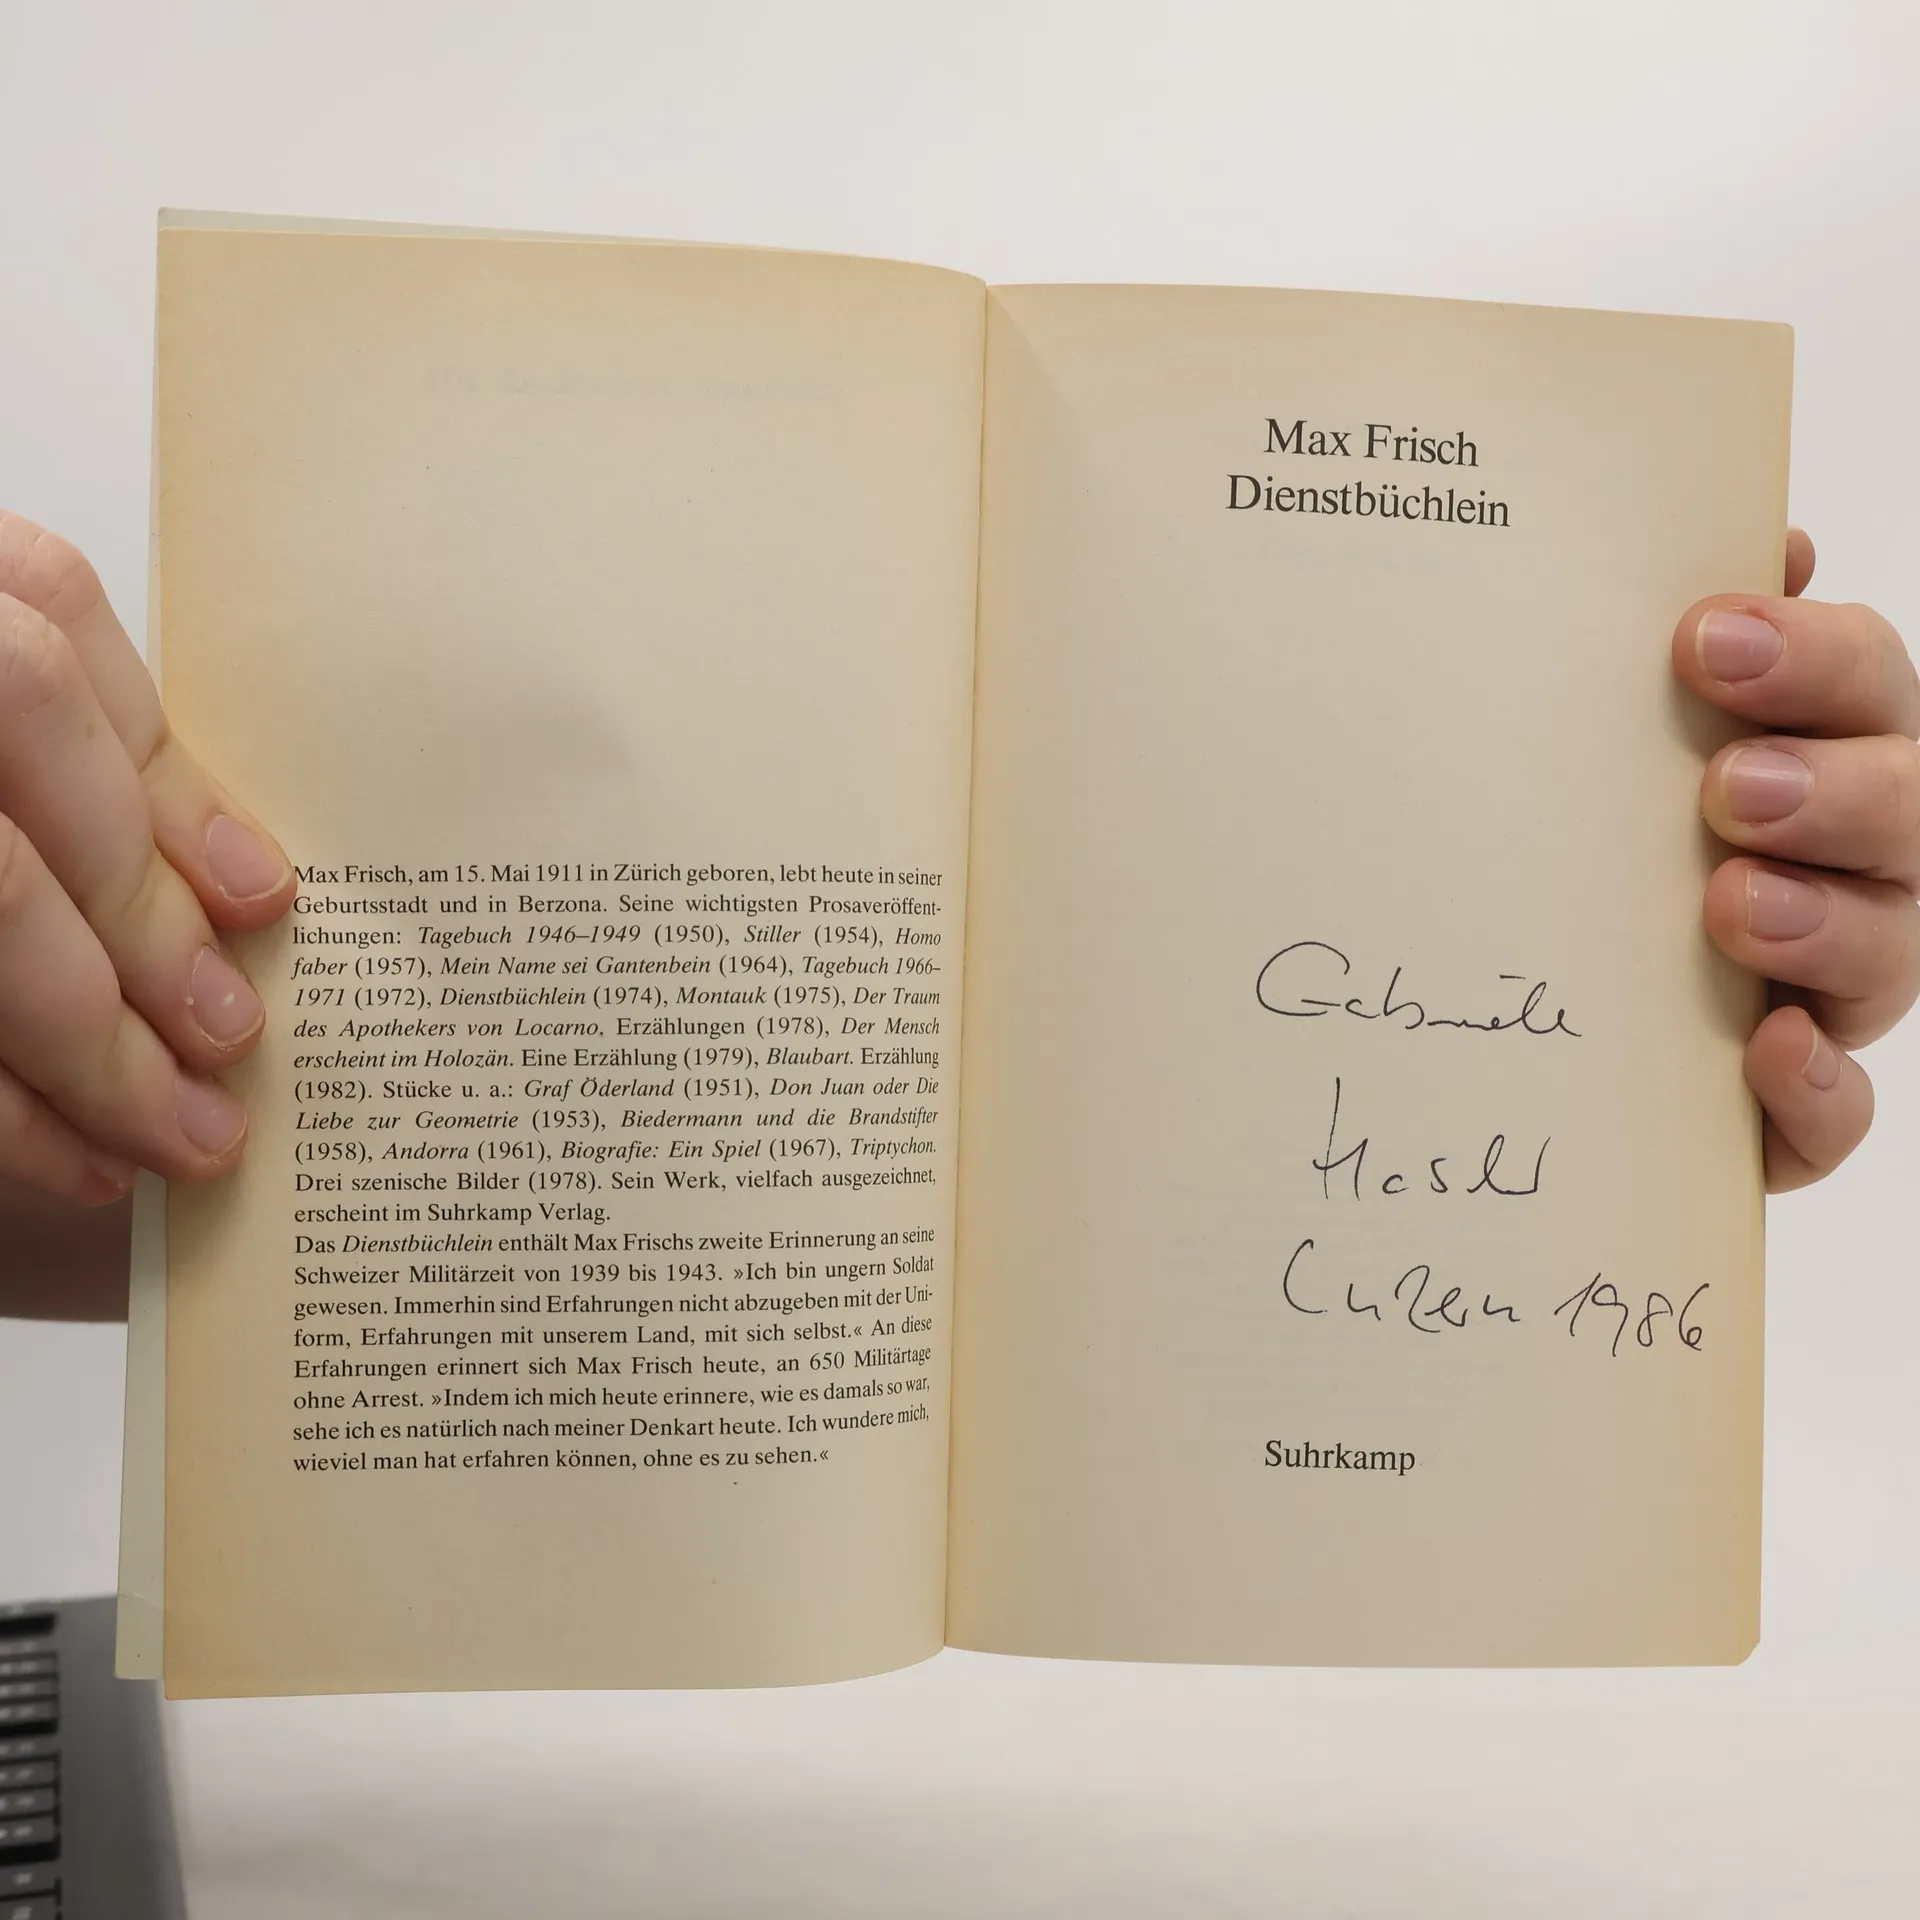 Max Frisch, am 15. Mai 1911 in Zürich geboren, lebt heute in seiner
Geburtsstadt und in Berzona. Seine wichtigsten Prosaveröffent-
lichungen: Tagebuch 1946–1949 (1950), Stiller (1954), Homo
faber (1957), Mein Name sei Gantenbein (1964), Tagebuch 1966–
1971 (1972), Dienstbüchlein (1974), Montauk (1975), Der Traum
des Apothekers von Locarno. Erzählungen (1978), Der Mensch
erscheint im Holozän. Eine Erzählung (1979), Blaubart. Erzählung
(1982). Stücke u. a.: Graf Öderland (1951), Don Juan oder Die
Liebe zur Geometrie (1953), Biedermann und die Brandstifter
(1958), Andorra (1961), Biografie: Ein Spiel (1967), Triptychon.
Drei szenische Bilder (1978). Sein Werk, vielfach ausgezeichnet,
erscheint im Suhrkamp Verlag.
Das Dienstbüchlein enthält Max Frischs zweite Erinnerung an seine
Schweizer Militärzeit von 1939 bis 1943. »Ich bin ungern Soldat
gewesen. Immerhin sind Erfahrungen nicht abzugeben mit der Uni-
form, Erfahrungen mit unserem Land, mit sich selbst.« An diese
Erfahrungen erinnert sich Max Frisch heute, an 650 Militärtage
ohne Arrest. »Indem ich mich heute erinnere, wie es damals so war,
sehe ich es natürlich nach meiner Denkart heute. Ich wundere mich,
wieviel man hat erfahren können, ohne es zu sehen.«
Max Frisch
Dienstbüchlein
Gabriele
Hasler
Luzern 1986
Suhrkamp